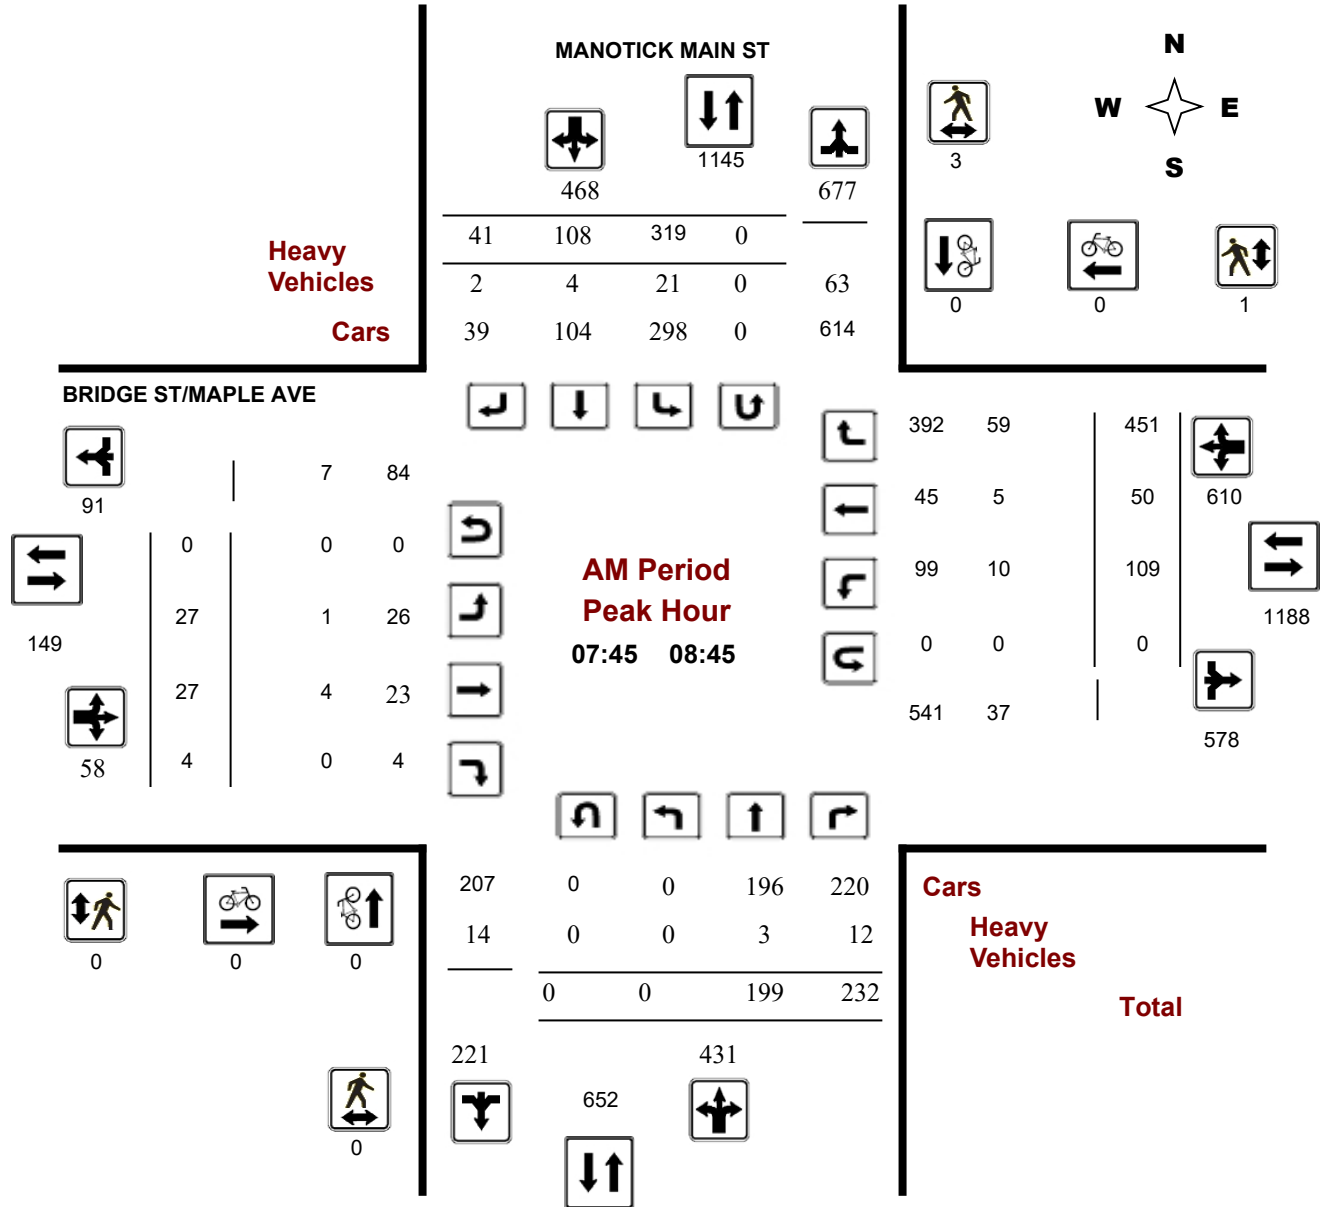 MANOTICK MAIN ST
N
W E
S
1145
3
468
677
41 108 319 0
Heavy
Vehicles
2 4 21 0 63
Cars
39 104 298 0 614
0 0 1
BRIDGE ST/MAPLE AVE
392 59 451
7 84
91
45 5 50 610
0 0 0
AM Period
99 10 109
Peak Hour
27 1 26
1188
149
07:45 08:45
0 0 0
27 4 23
541 37
578
58
4 0 4
207 0 0 196 220
Cars
14 0 0 3 12
Heavy
Vehicles
0 0 0
0 0 199 232
Total
221 431
652
0